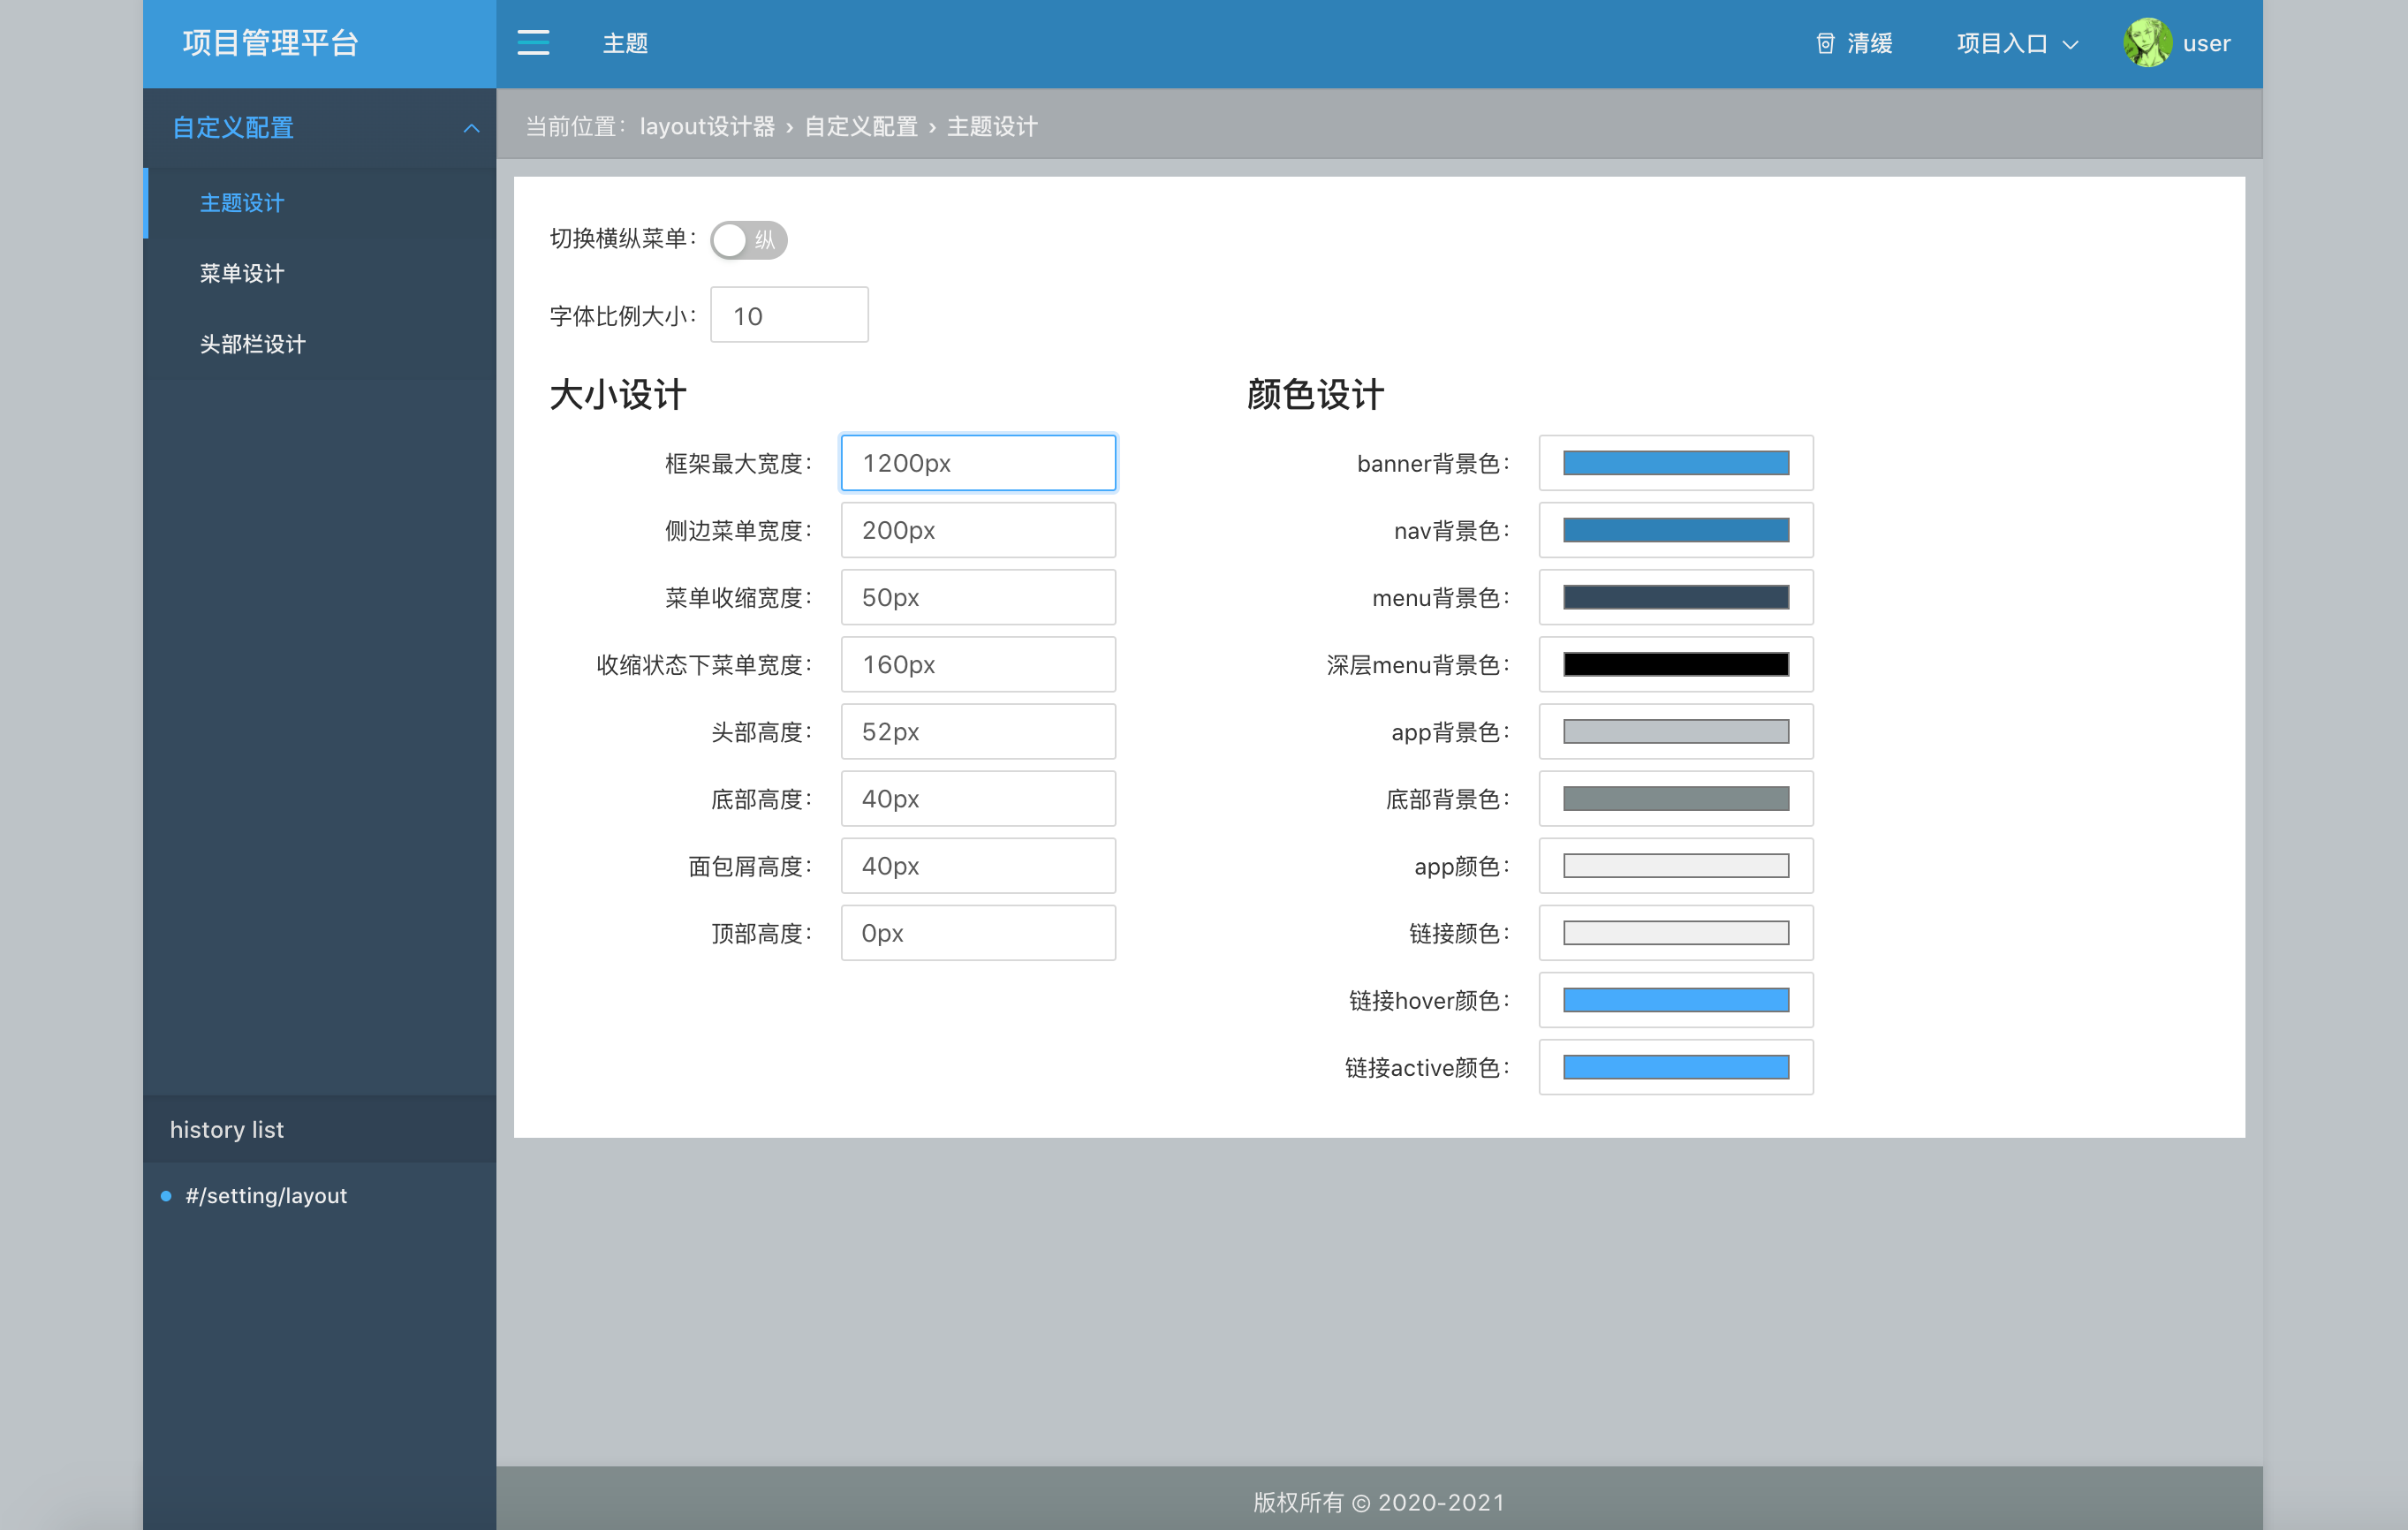 项目管理平台
主题
清缓
项目入口
user
自定义配置
主题设计
菜单设计
头部栏设计
history list
#/setting/layout
当前位置： layout设计器 › 自定义配置 › 主题设计
切换横纵菜单： 纵
字体比例大小： 10
大小设计
框架最大宽度： 1200px
侧边菜单宽度： 200px
菜单收缩宽度： 50px
收缩状态下菜单宽度： 160px
头部高度： 52px
底部高度： 40px
面包屑高度： 40px
顶部高度： 0px
颜色设计
banner背景色：
nav背景色：
menu背景色：
深层menu背景色：
app背景色：
底部背景色：
app颜色：
链接颜色：
链接hover颜色：
链接active颜色：
版权所有 © 2020-2021